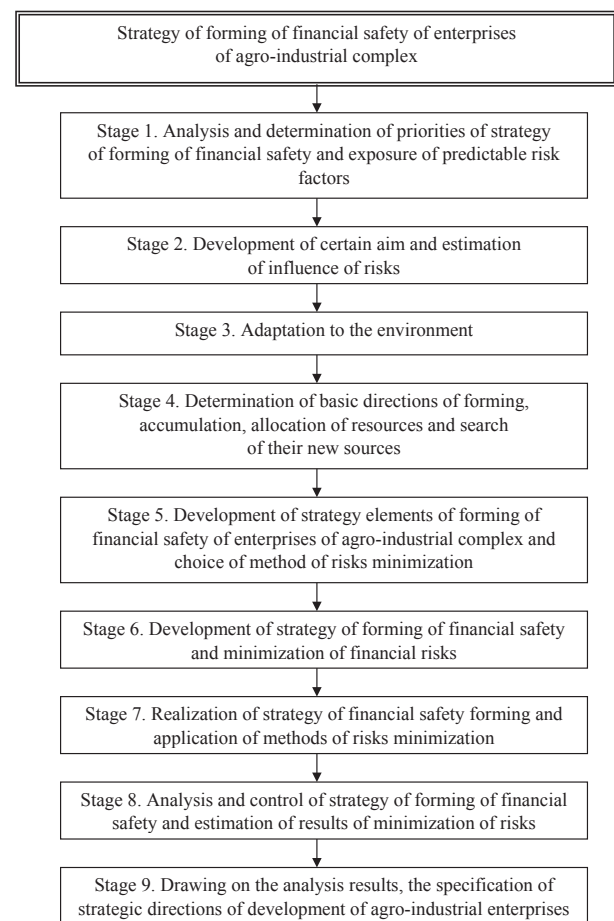 Strategy of forming of financial safety of enterprises
of agro-industrial complex
Stage 1. Analysis and determination of priorities of strategy
of forming of financial safety and exposure of predictable risk
factors
Stage 2. Development of certain aim and estimation
of influence of risks
Stage 3. Adaptation to the environment
Stage 4. Determination of basic directions of forming,
accumulation, allocation of resources and search
of their new sources
Stage 5. Development of strategy elements of forming of
financial safety of enterprises of agro-industrial complex and
choice of method of risks minimization
Stage 6. Development of strategy of forming of financial safety
and minimization of financial risks
Stage 7. Realization of strategy of financial safety forming and
application of methods of risks minimization
Stage 8. Analysis and control of strategy of forming of financial
safety and estimation of results of minimization of risks
Stage 9. Drawing on the analysis results, the specification of
strategic directions of development of agro-industrial enterprises